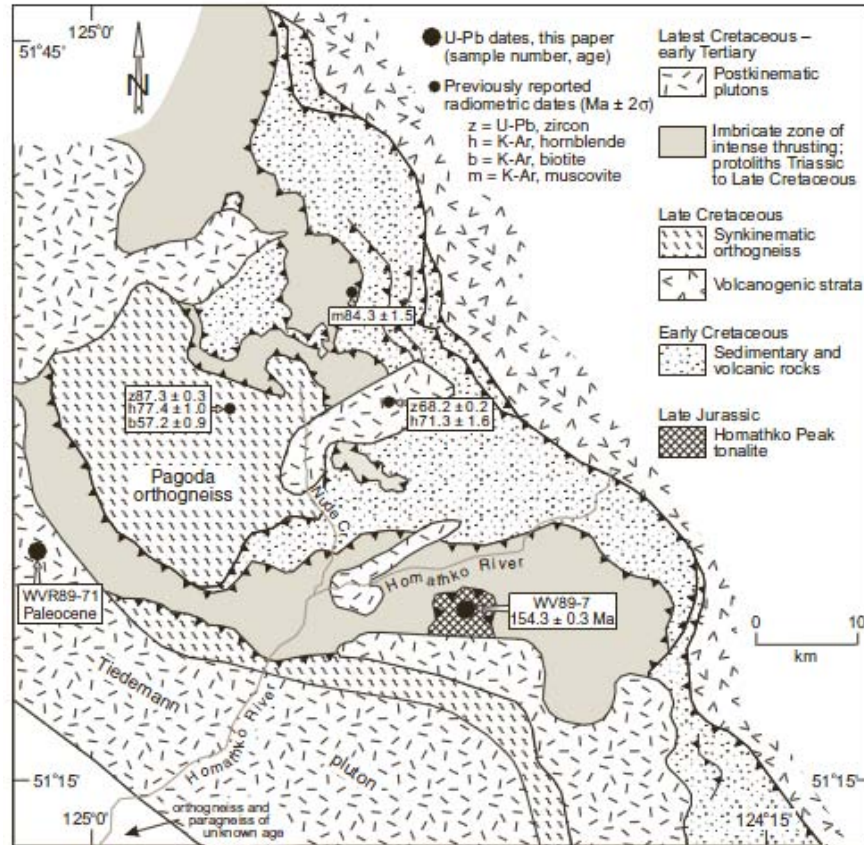 125°0'
51°45'
N
U-Pb dates, this paper
(sample number, age)
Previously reported
radiometric dates (Ma ± 2σ)
z = U-Pb, zircon
h = K-Ar, hornblende
b = K-Ar, biotite
m = K-Ar, muscovite
Latest Cretaceous –
early Tertiary
Postkinematic
plutons
Imbricate zone of
intense thrusting;
protoliths Triassic
to Late Cretaceous
Late Cretaceous
Synkinematic
orthogneiss
Volcanogenic strata
Early Cretaceous
Sedimentary and
volcanic rocks
Late Jurassic
Homathko Peak
tonalite
m84.3 ± 1.5
z87.3 ± 0.3
h77.4 ± 1.0
b57.2 ± 0.9
z68.2 ± 0.2
h71.3 ± 1.6
Pagoda
orthogneiss
Nude Cr.
Homathko River
WVR89-71
Paleocene
WV89-7
154.3 ± 0.3 Ma
0 10
km
Tiedemann
pluton
Homathko River
51°15'
51°15'
125°0'
124°15'
orthogneiss and
paragneiss of
unknown age